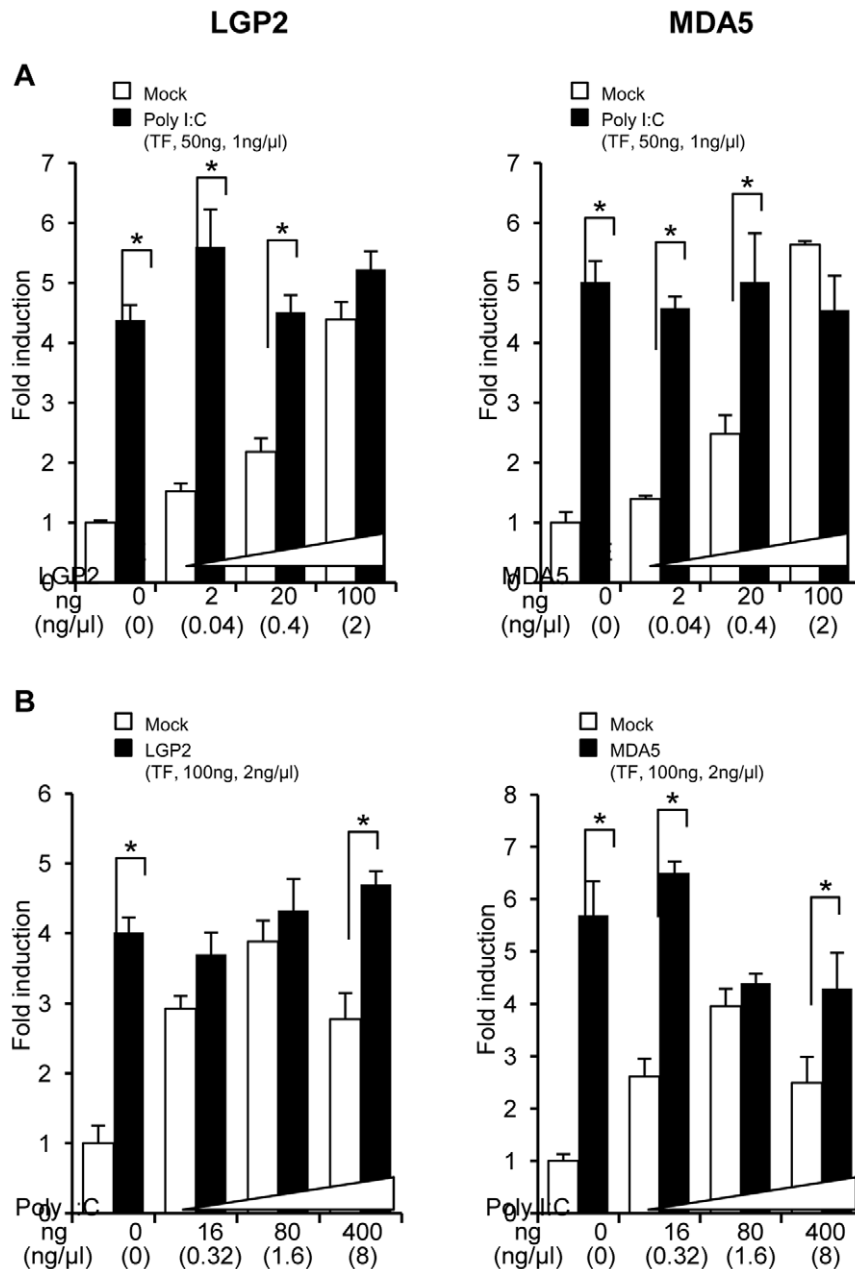 LGP2
MDA5
A
Mock
Poly I:C
(TF, 50ng, 1ng/µl)
Fold induction
7
6
5
4
3
2
1
0
* * *
LGP2
ng 0 2 20 100
(ng/µl) (0) (0.04) (0.4) (2)
Mock
Poly I:C
(TF, 50ng, 1ng/µl)
Fold induction
7
6
5
4
3
2
1
0
* * *
MDA5
ng 0 2 20 100
(ng/µl) (0) (0.04) (0.4) (2)
B
Mock
LGP2
(TF, 100ng, 2ng/µl)
Fold induction
6
5
4
3
2
1
0
* *
Poly I:C
ng 0 16 80 400
(ng/µl) (0) (0.32) (1.6) (8)
Mock
MDA5
(TF, 100ng, 2ng/µl)
Fold induction
8
7
6
5
4
3
2
1
0
* * *
Poly I:C
ng 0 16 80 400
(ng/µl) (0) (0.32) (1.6) (8)